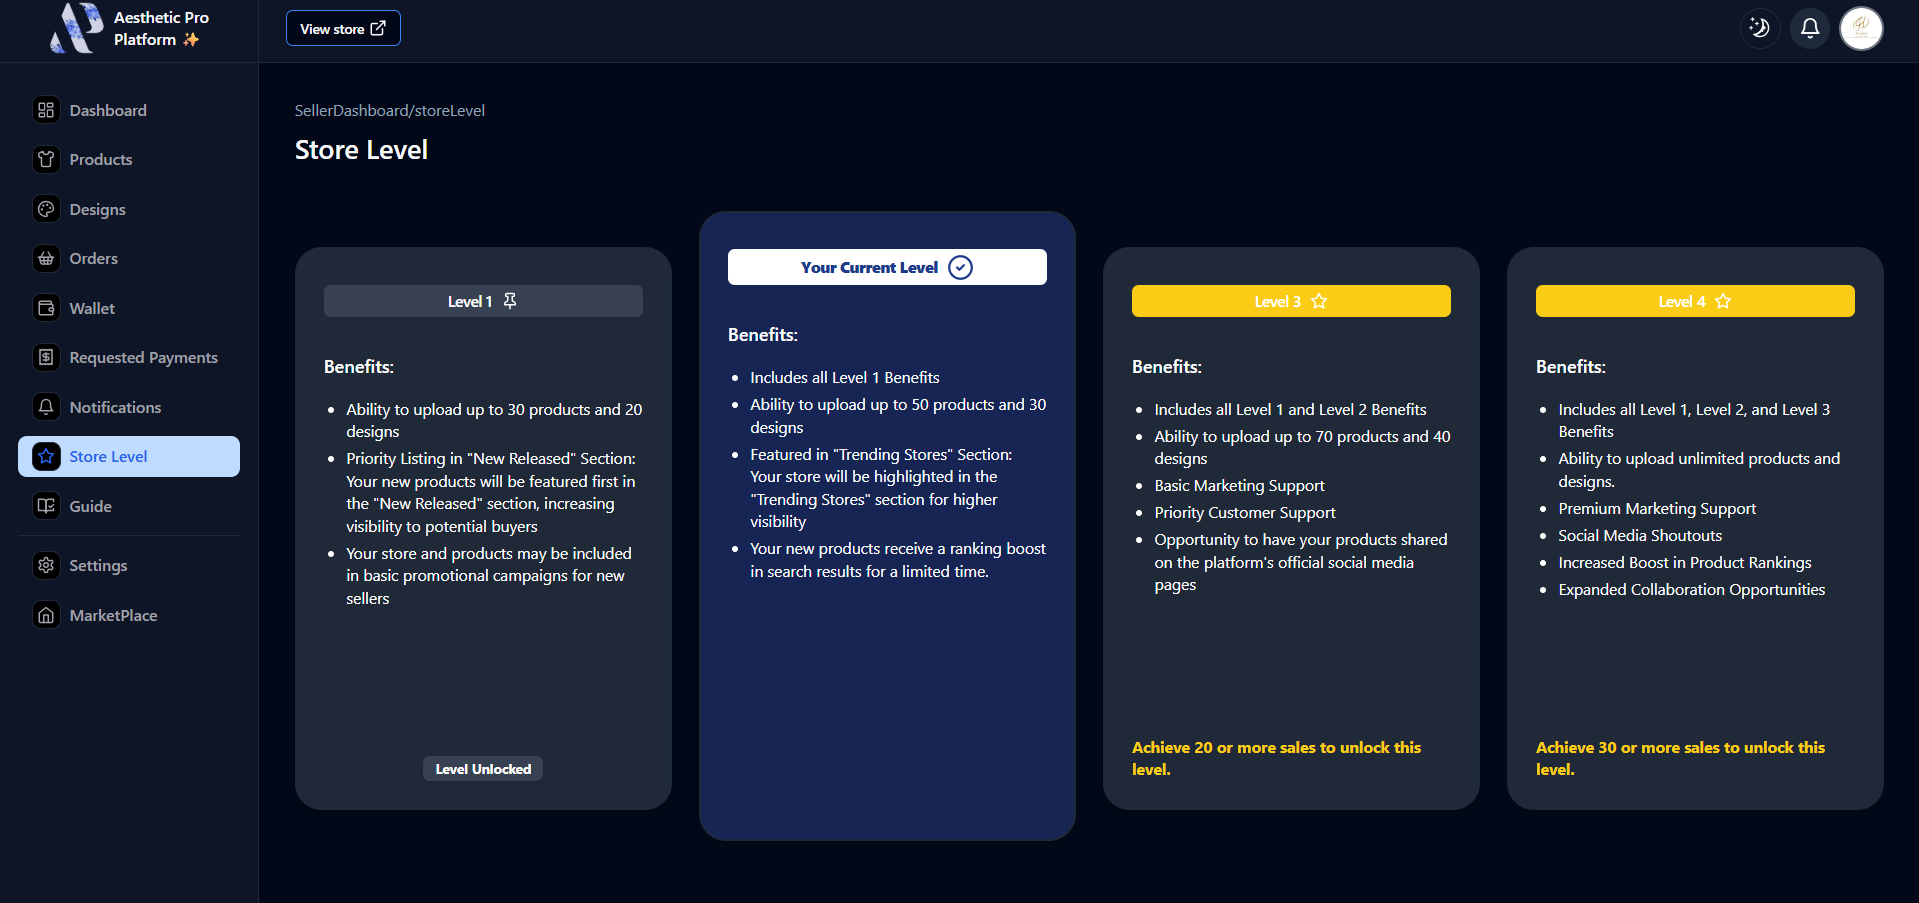 Aesthetic Pro
Platform ✨
View store
Dashboard
Products
Designs
Orders
Wallet
Requested Payments
Notifications
Store Level
Guide
Settings
MarketPlace
SellerDashboard/storeLevel
Store Level
Level 1
Benefits:
• Ability to upload up to 30 products and 20
designs
• Priority Listing in "New Released" Section:
Your new products will be featured first in
the "New Released" section, increasing
visibility to potential buyers
• Your store and products may be included
in basic promotional campaigns for new
sellers
Level Unlocked
Your Current Level
Benefits:
• Includes all Level 1 Benefits
• Ability to upload up to 50 products and 30
designs
• Featured in "Trending Stores" Section:
Your store will be highlighted in the
"Trending Stores" section for higher
visibility
• Your new products receive a ranking boost
in search results for a limited time.
Level 3
Benefits:
• Includes all Level 1 and Level 2 Benefits
• Ability to upload up to 70 products and 40
designs
• Basic Marketing Support
• Priority Customer Support
• Opportunity to have your products shared
on the platform's official social media
pages
Achieve 20 or more sales to unlock this
level.
Level 4
Benefits:
• Includes all Level 1, Level 2, and Level 3
Benefits
• Ability to upload unlimited products and
designs.
• Premium Marketing Support
• Social Media Shoutouts
• Increased Boost in Product Rankings
• Expanded Collaboration Opportunities
Achieve 30 or more sales to unlock this
level.